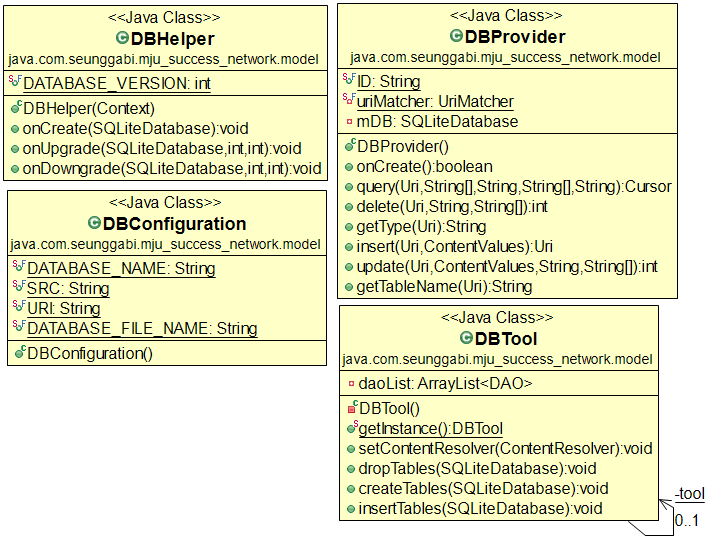 <<Java Class>>
DBHelper
java.com.seunggabi.mju_success_network.model
DATABASE_VERSION: int
DBHelper(Context)
onCreate(SQLiteDatabase):void
onUpgrade(SQLiteDatabase,int,int):void
onDowngrade(SQLiteDatabase,int,int):void
<<Java Class>>
DBProvider
java.com.seunggabi.mju_success_network.model
ID: String
uriMatcher: UriMatcher
mDB: SQLiteDatabase
DBProvider()
onCreate():boolean
query(Uri,String[],String,String[],String):Cursor
delete(Uri,String,String[]):int
getType(Uri):String
insert(Uri,ContentValues):Uri
update(Uri,ContentValues,String,String[]):int
getTableName(Uri):String
<<Java Class>>
DBConfiguration
java.com.seunggabi.mju_success_network.model
DATABASE_NAME: String
SRC: String
URI: String
DATABASE_FILE_NAME: String
DBConfiguration()
<<Java Class>>
DBTool
java.com.seunggabi.mju_success_network.model
daoList: ArrayList<DAO>
DBTool()
getInstance():DBTool
setContentResolver(ContentResolver):void
dropTables(SQLiteDatabase):void
createTables(SQLiteDatabase):void
insertTables(SQLiteDatabase):void
-tool
0..1